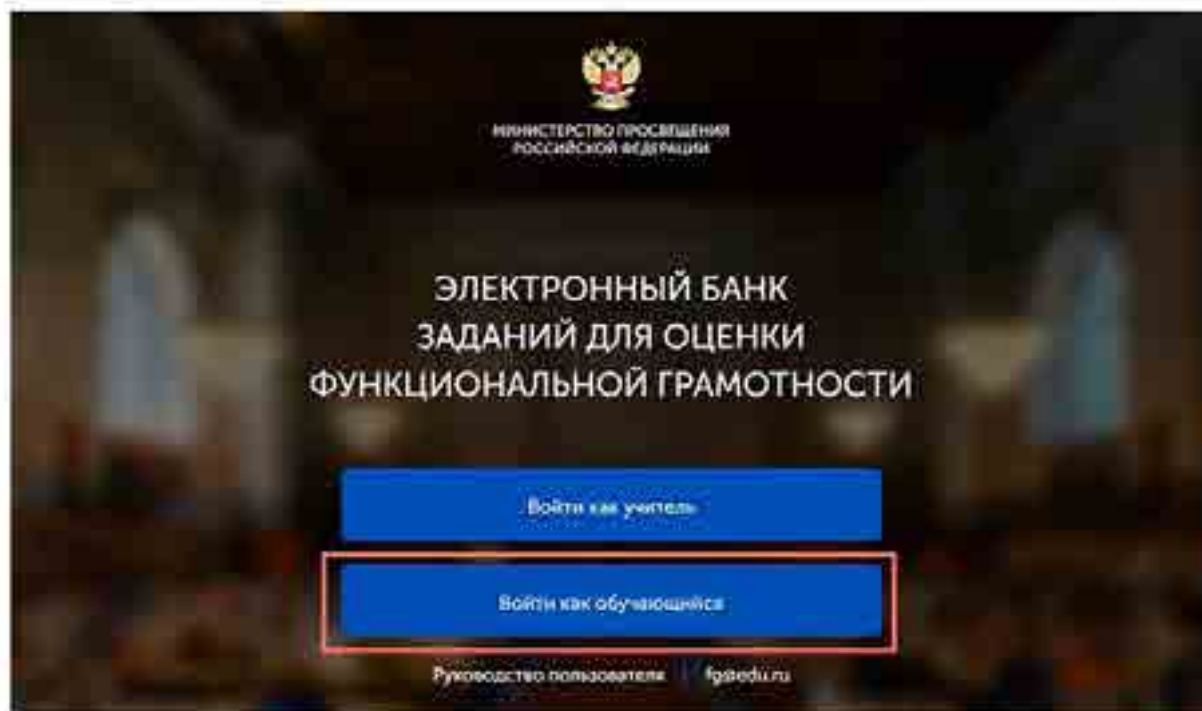 МИНИСТЕРСТВО ПРОСВЕЩЕНИЯ
РОССИЙСКОЙ ФЕДЕРАЦИИ
ЭЛЕКТРОННЫЙ БАНК
ЗАДАНИЙ ДЛЯ ОЦЕНКИ
ФУНКЦИОНАЛЬНОЙ ГРАМОТНОСТИ
Войти как учитель
Войти как обучающийся
Руководство пользователя fg@edu.ru